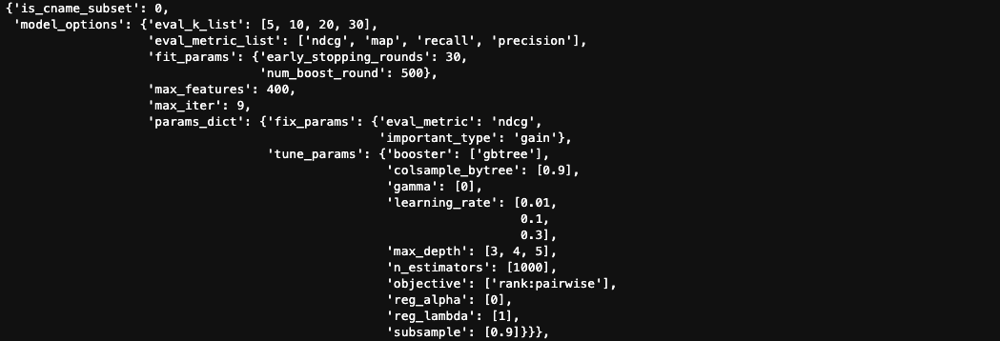 {'is_cname_subset': 0,
 'model_options': {'eval_k_list': [5, 10, 20, 30],
                   'eval_metric_list': ['ndcg', 'map', 'recall', 'precision'],
                   'fit_params': {'early_stopping_rounds': 30,
                                  'num_boost_round': 500},
                   'max_features': 400,
                   'max_iter': 9,
                   'params_dict': {'fix_params': {'eval_metric': 'ndcg',
                                                  'important_type': 'gain'},
                                   'tune_params': {'booster': ['gbtree'],
                                                   'colsample_bytree': [0.9],
                                                   'gamma': [0],
                                                   'learning_rate': [0.01,
                                                                     0.1,
                                                                     0.3],
                                                   'max_depth': [3, 4, 5],
                                                   'n_estimators': [1000],
                                                   'objective': ['rank:pairwise'],
                                                   'reg_alpha': [0],
                                                   'reg_lambda': [1],
                                                   'subsample': [0.9]}}},